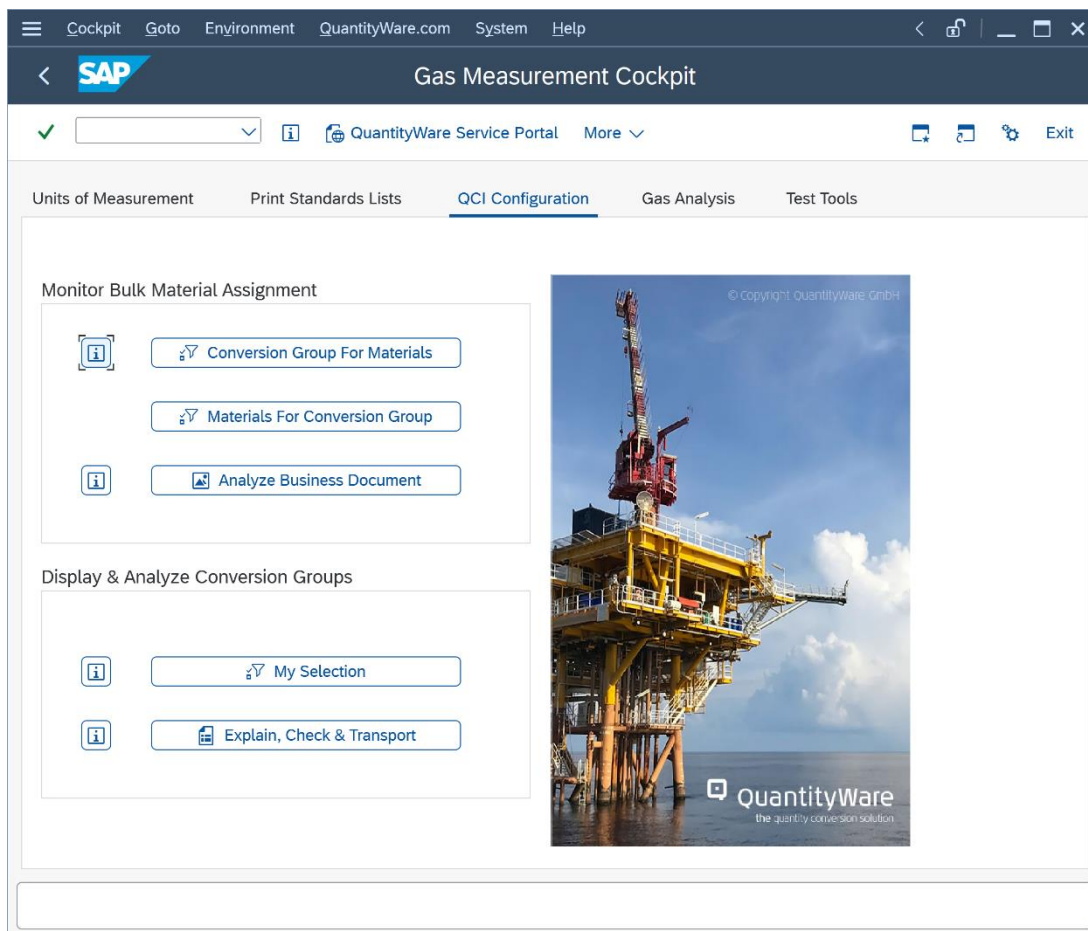 Cockpit Goto Environment QuantityWare.com System Help
SAP Gas Measurement Cockpit
QuantityWare Service Portal More Exit
Units of Measurement Print Standards Lists QCI Configuration Gas Analysis Test Tools
Monitor Bulk Material Assignment
© Copyright QuantityWare GmbH
Conversion Group For Materials
Materials For Conversion Group
Analyze Business Document
Display & Analyze Conversion Groups
My Selection
Explain, Check & Transport
QuantityWare
the quantity conversion solution